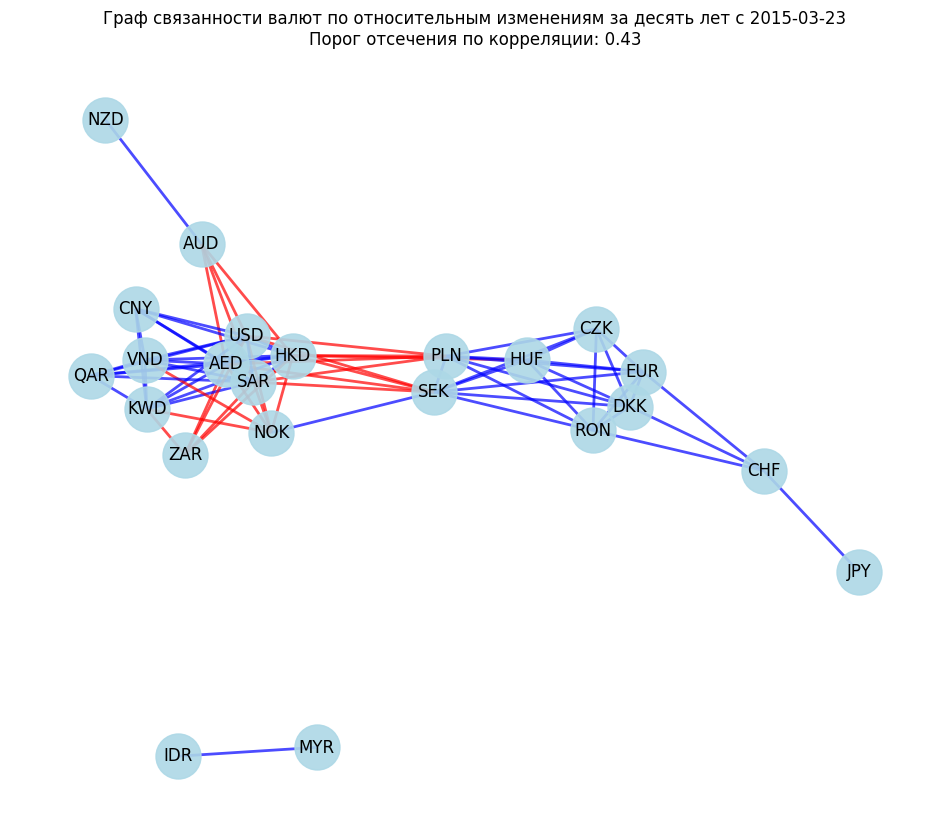 Граф связанности валют по относительным изменениям за десять лет с 2015-03-23
Порог отсечения по корреляции: 0.43
NZD
AUD
CNY
USD
CZK
VND
AED
HKD
PLN
HUF
QAR
SAR
EUR
SEK
KWD
DKK
NOK
RON
ZAR
CHF
JPY
IDR
MYR